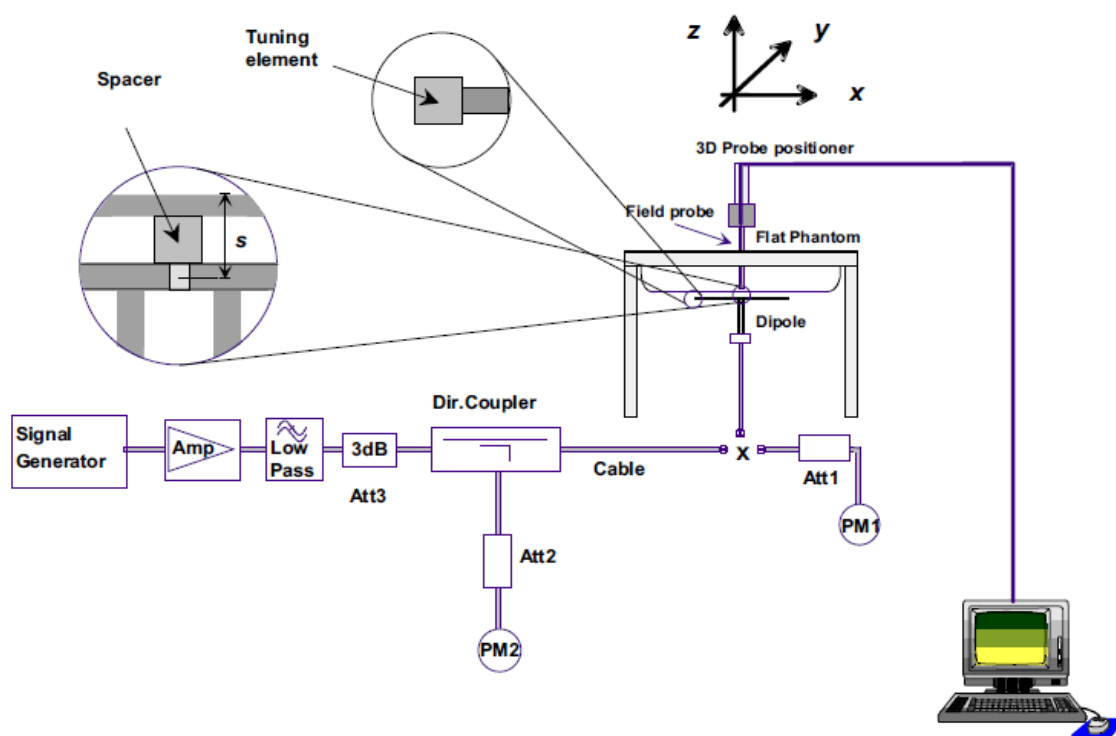 Tuning
element
Spacer
z
y
x
3D Probe positioner
Field probe
Flat Phantom
s
Dipole
Dir.Coupler
Signal
Generator
Amp
Low
Pass
3dB
Att3
Cable
X
Att1
PM1
Att2
PM2